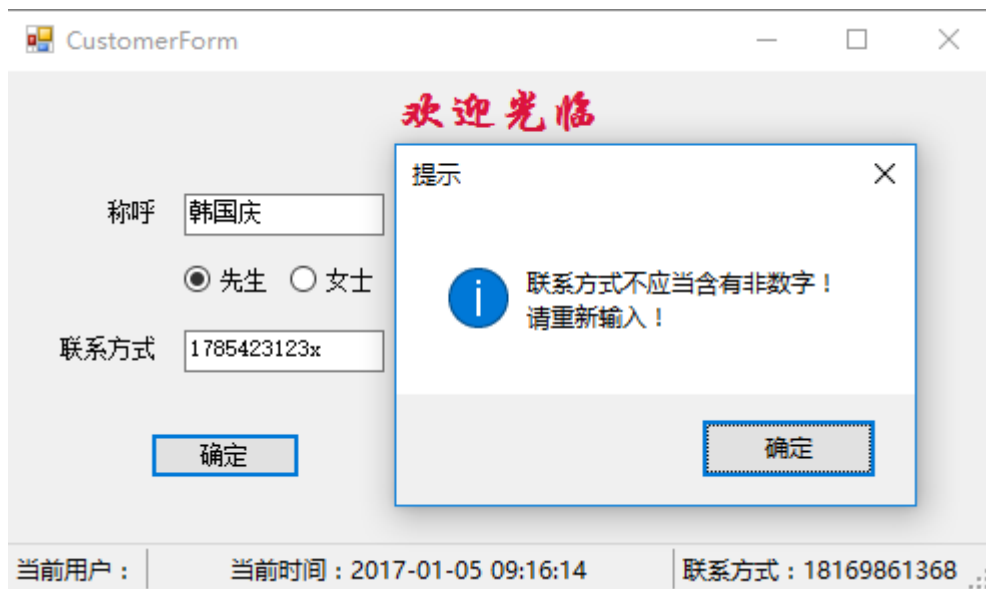 CustomerForm
欢迎光临
提示
称呼
韩国庆
先生
女士
联系方式不应当含有非数字！
请重新输入！
联系方式
1785423123x
确定
确定
当前用户：
当前时间：2017-01-05 09:16:14
联系方式：18169861368